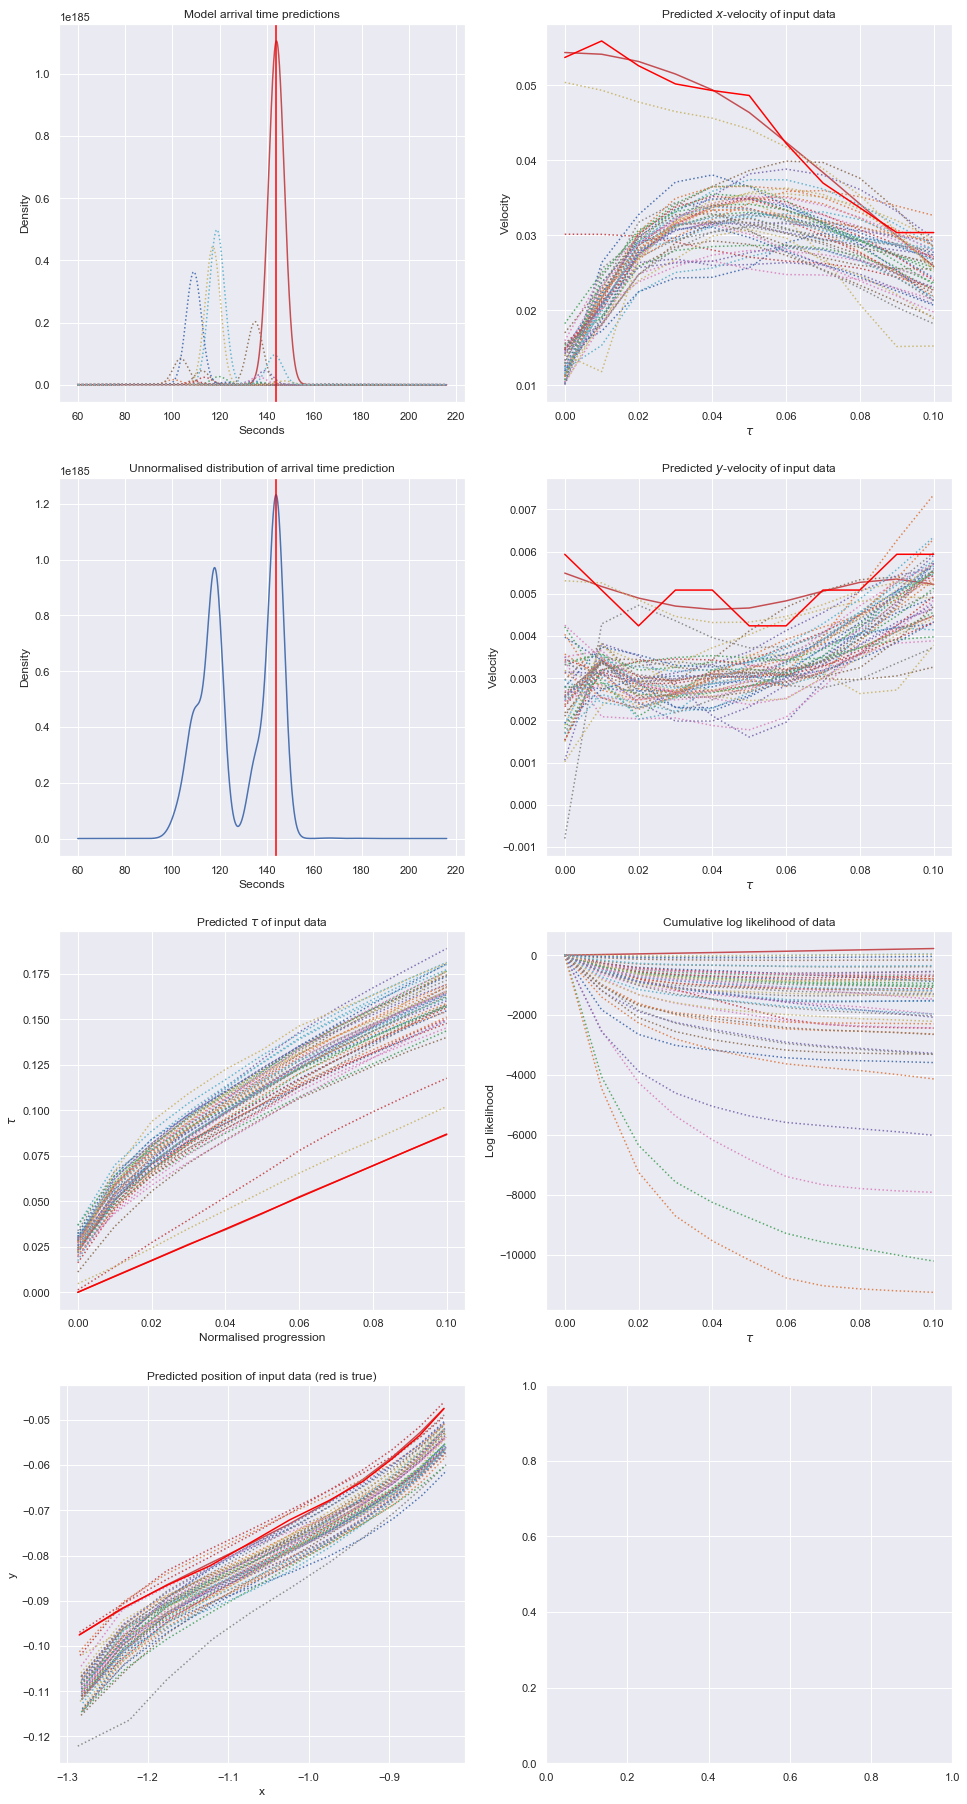 Model arrival time predictions
1e185
1.0
0.8
0.6
0.4
0.2
0.0
Density
60 80 100 120 140 160 180 200 220
Seconds
Predicted x-velocity of input data
0.05
0.04
0.03
0.02
0.01
Velocity
0.00 0.02 0.04 0.06 0.08 0.10
τ
Unnormalised distribution of arrival time prediction
1e185
1.2
1.0
0.8
0.6
0.4
0.2
0.0
Density
60 80 100 120 140 160 180 200 220
Seconds
Predicted y-velocity of input data
0.007
0.006
0.005
0.004
0.003
0.002
0.001
0.000
−0.001
Velocity
0.00 0.02 0.04 0.06 0.08 0.10
τ
Predicted τ of input data
0.175
0.150
0.125
0.100
0.075
0.050
0.025
0.000
τ
0.00 0.02 0.04 0.06 0.08 0.10
Normalised progression
Cumulative log likelihood of data
0
−2000
−4000
−6000
−8000
−10000
Log likelihood
0.00 0.02 0.04 0.06 0.08 0.10
τ
Predicted position of input data (red is true)
−0.05
−0.06
−0.07
−0.08
−0.09
−0.10
−0.11
−0.12
y
−1.3 −1.2 −1.1 −1.0 −0.9
x
1.0
0.8
0.6
0.4
0.2
0.0
0.0 0.2 0.4 0.6 0.8 1.0